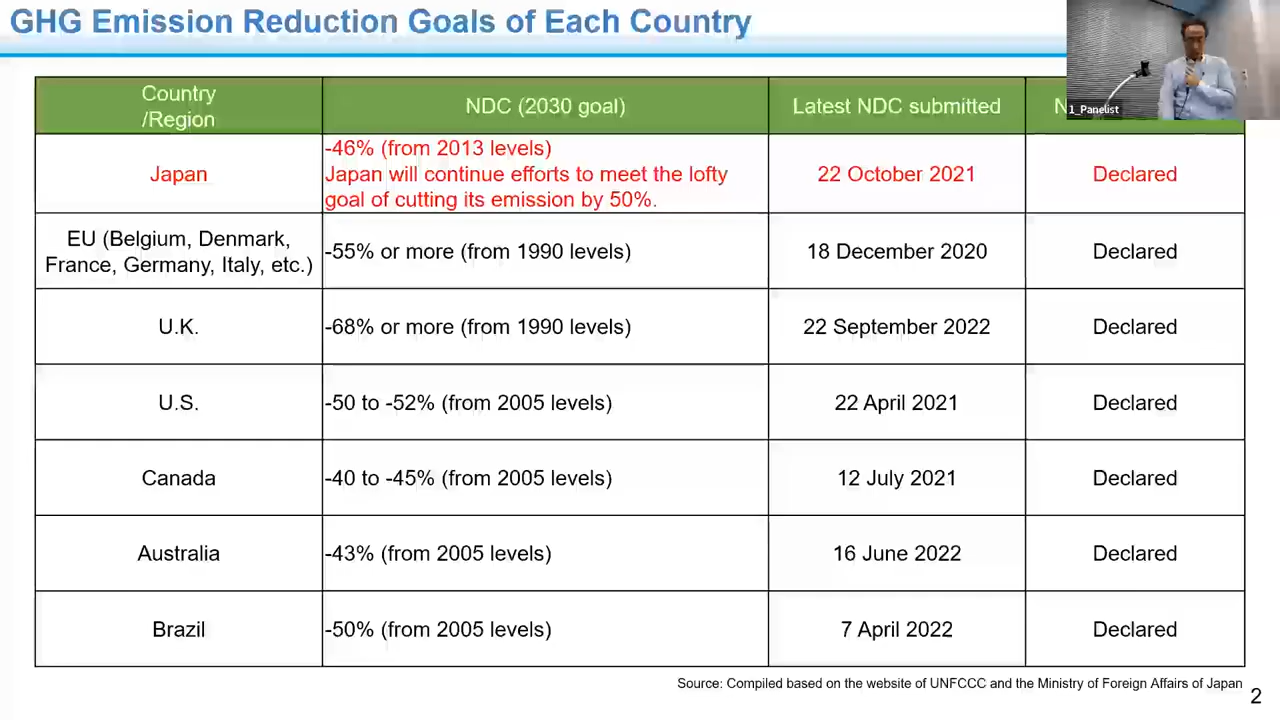 GHG Emission Reduction Goals of Each Country
1_Panelist
Country
/Region
NDC (2030 goal)
Latest NDC submitted
Japan
-46% (from 2013 levels)
Japan will continue efforts to meet the lofty
goal of cutting its emission by 50%.
22 October 2021
Declared
EU (Belgium, Denmark,
France, Germany, Italy, etc.)
-55% or more (from 1990 levels)
18 December 2020
Declared
U.K.
-68% or more (from 1990 levels)
22 September 2022
Declared
U.S.
-50 to -52% (from 2005 levels)
22 April 2021
Declared
Canada
-40 to -45% (from 2005 levels)
12 July 2021
Declared
Australia
-43% (from 2005 levels)
16 June 2022
Declared
Brazil
-50% (from 2005 levels)
7 April 2022
Declared
Source: Compiled based on the website of UNFCCC and the Ministry of Foreign Affairs of Japan
2